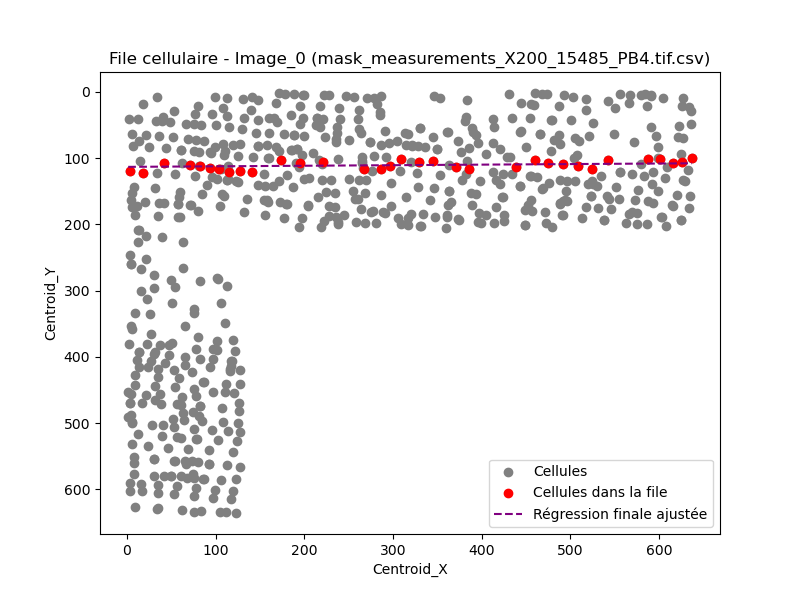 File cellulaire - Image_0 (mask_measurements_X200_15485_PB4.tif.csv)
Centroid_Y
0
100
200
300
400
500
600
Cellules
Cellules dans la file
Régression finale ajustée
0 100 200 300 400 500 600
Centroid_X